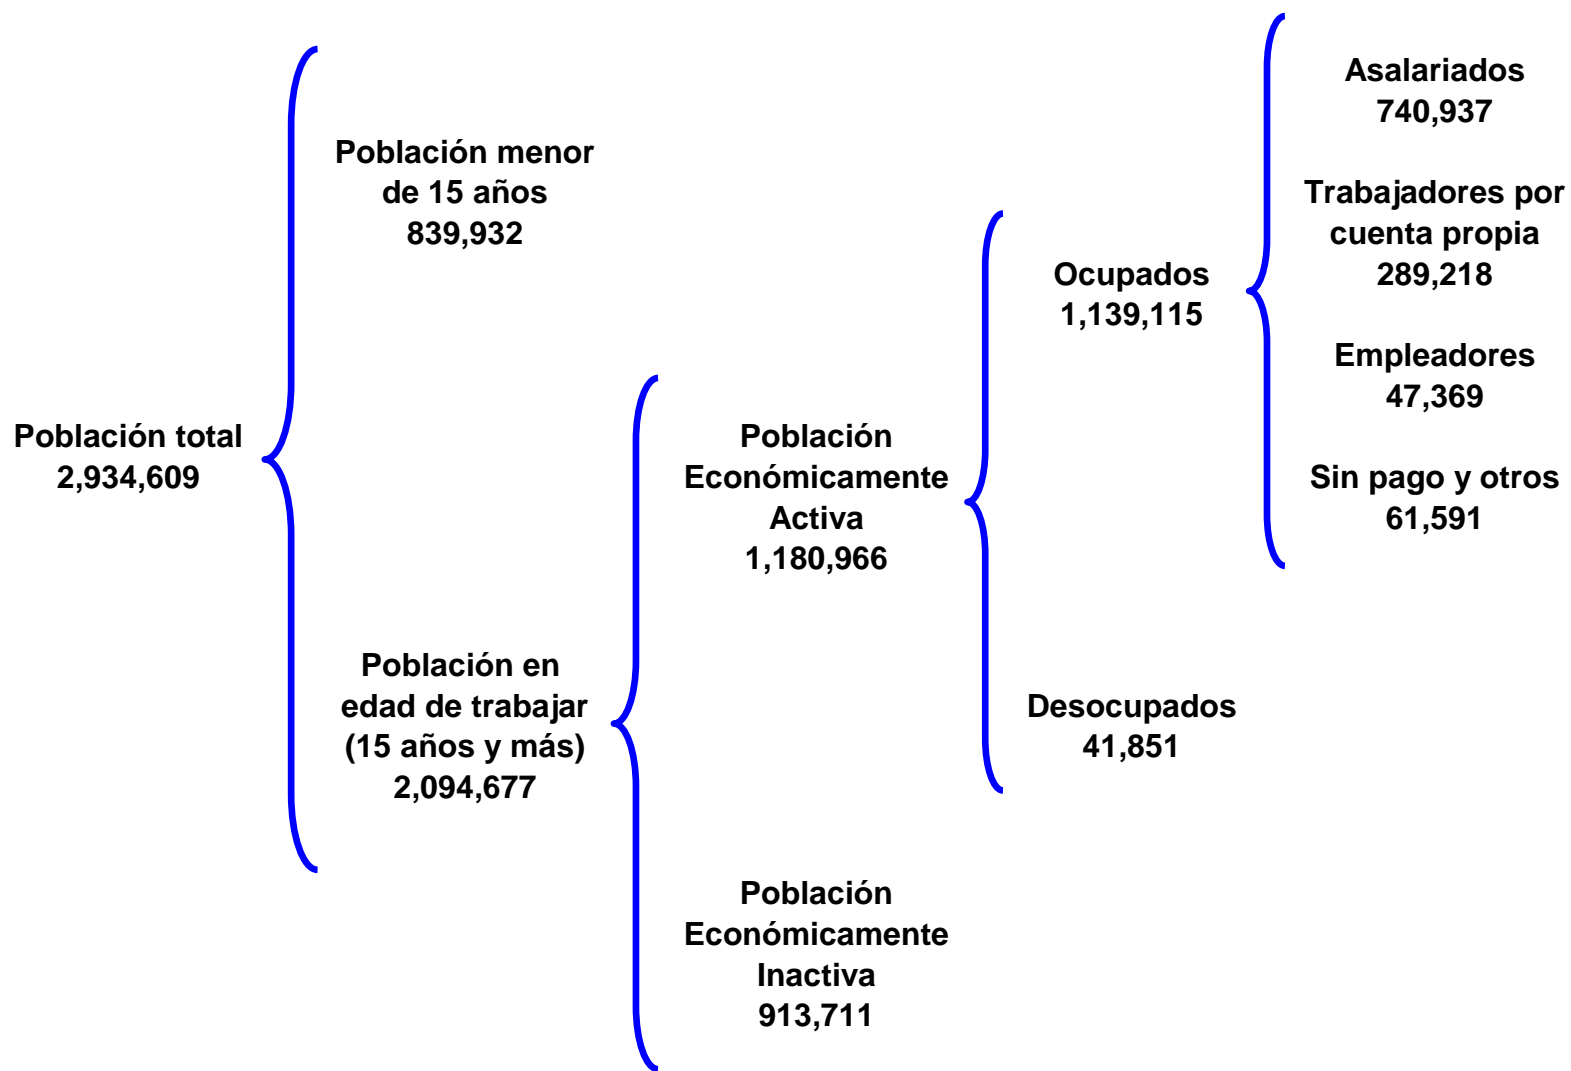 Población total
2,934,609
Población menor
de 15 años
839,932
Población en
edad de trabajar
(15 años y más)
2,094,677
Población
Económicamente
Activa
1,180,966
Población
Económicamente
Inactiva
913,711
Ocupados
1,139,115
Desocupados
41,851
Asalariados
740,937
Trabajadores por
cuenta propia
289,218
Empleadores
47,369
Sin pago y otros
61,591